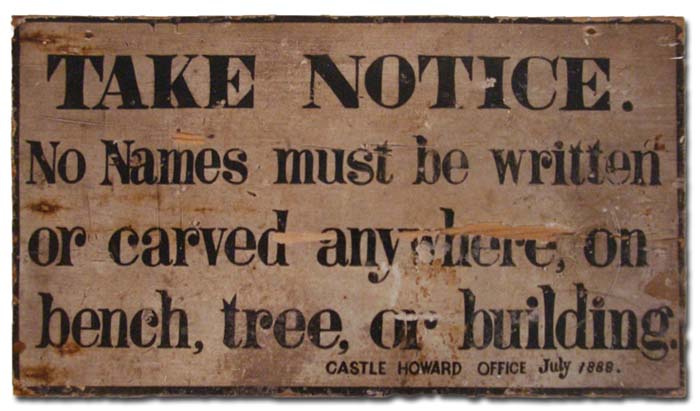 TAKE NOTICE.
No Names must be written
or carved anywhere, on
bench, tree, or building.
CASTLE HOWARD OFFICE July 1888.